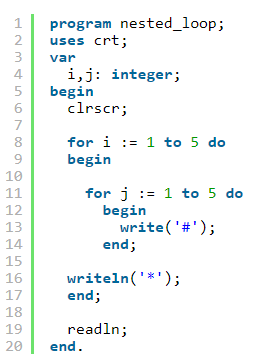 1 program nested_loop;
2 uses crt;
3 var
4   i,j: integer;
5 begin
6   clrscr;
7
8   for i := 1 to 5 do
9   begin
10
11     for j := 1 to 5 do
12       begin
13         write('#');
14       end;
15
16   writeln('*');
17   end;
18
19   readln;
20 end.